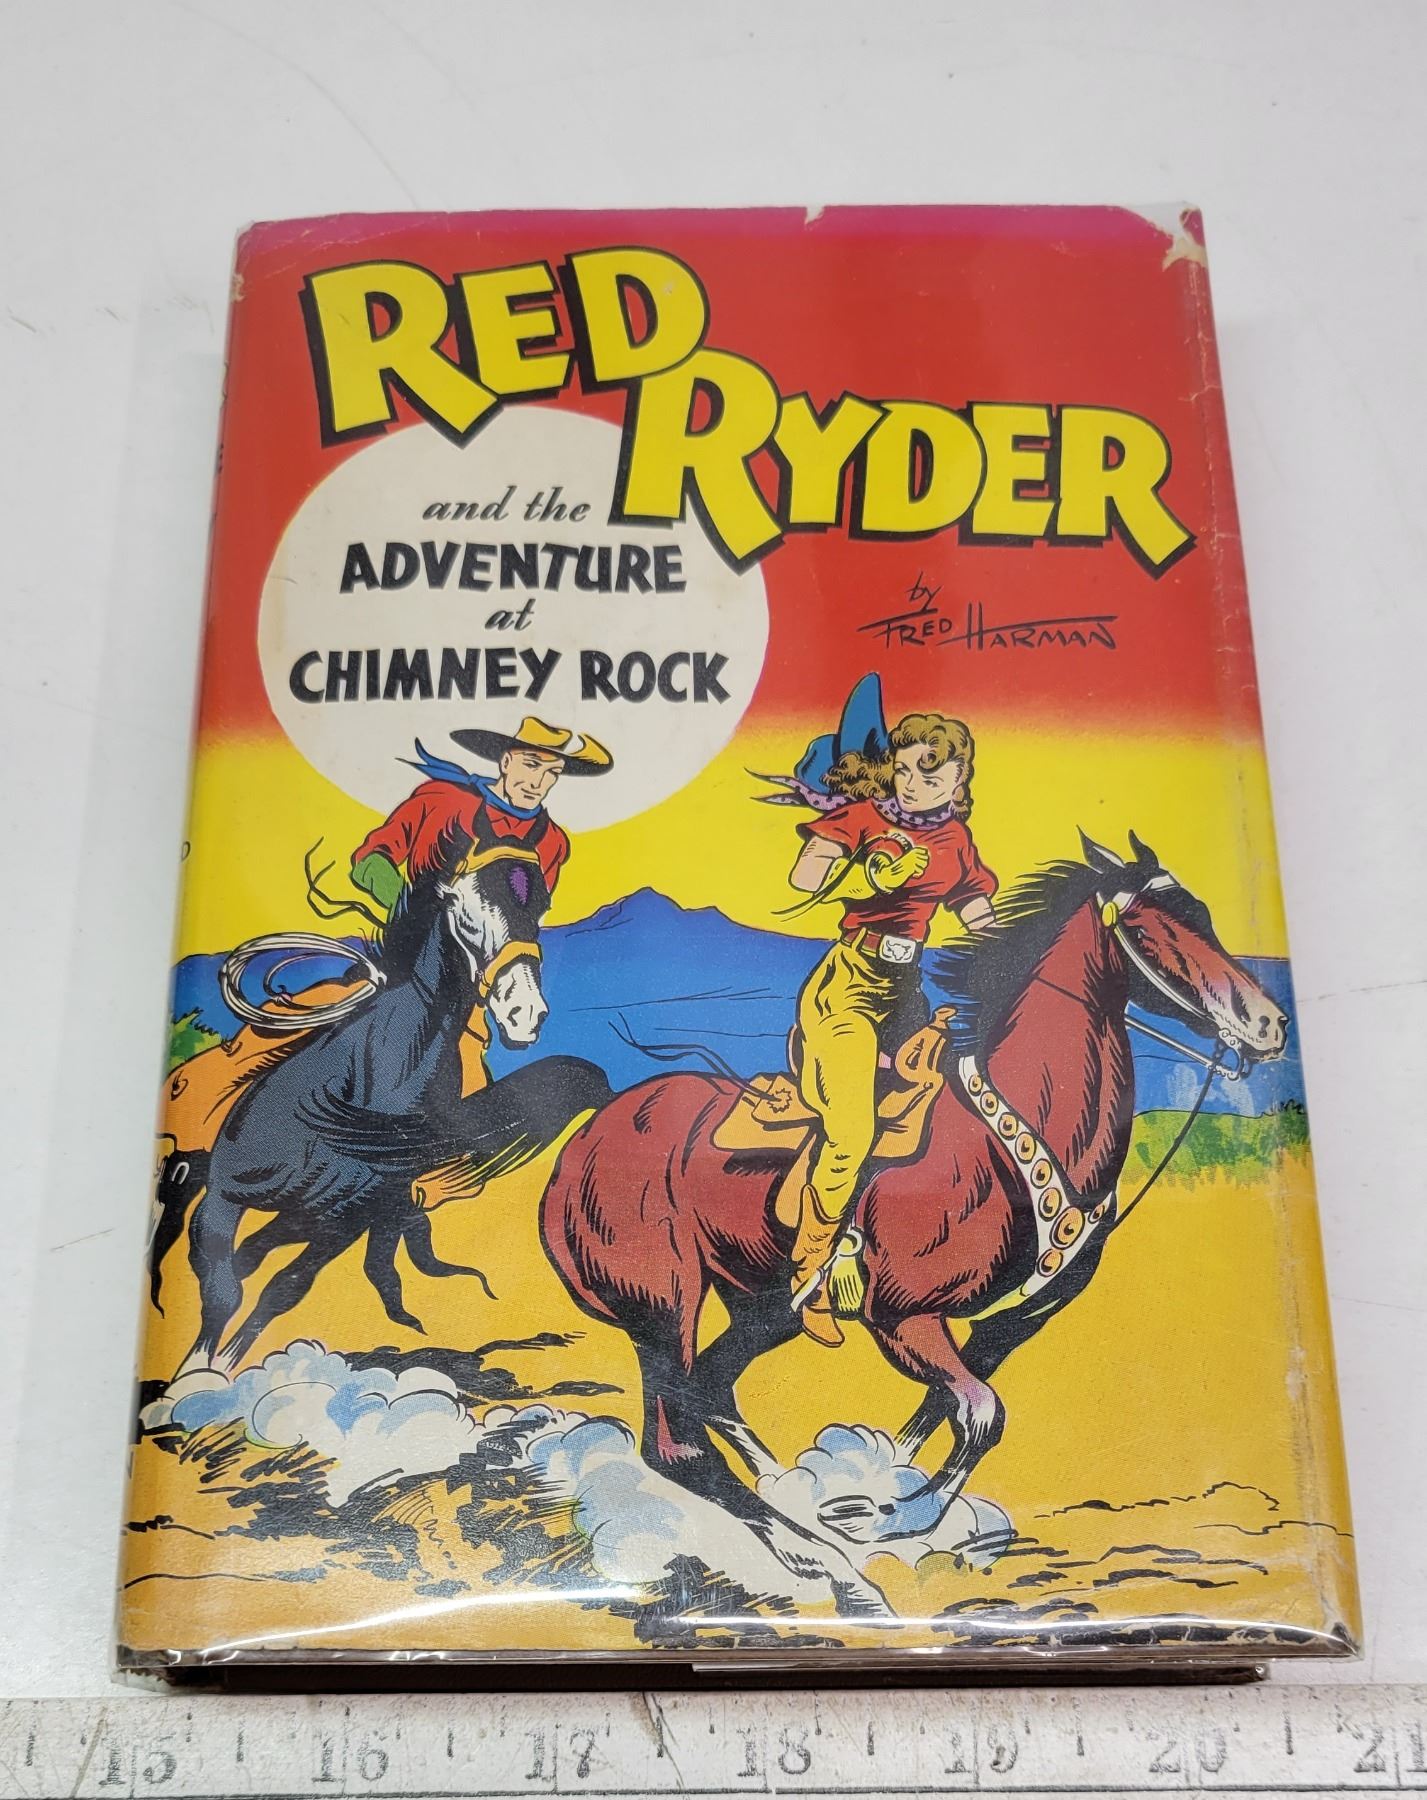 RED
RYDER
and the
ADVENTURE
at
CHIMNEY ROCK
by
FRED HARMAN
15 16 17 18 19 20 21